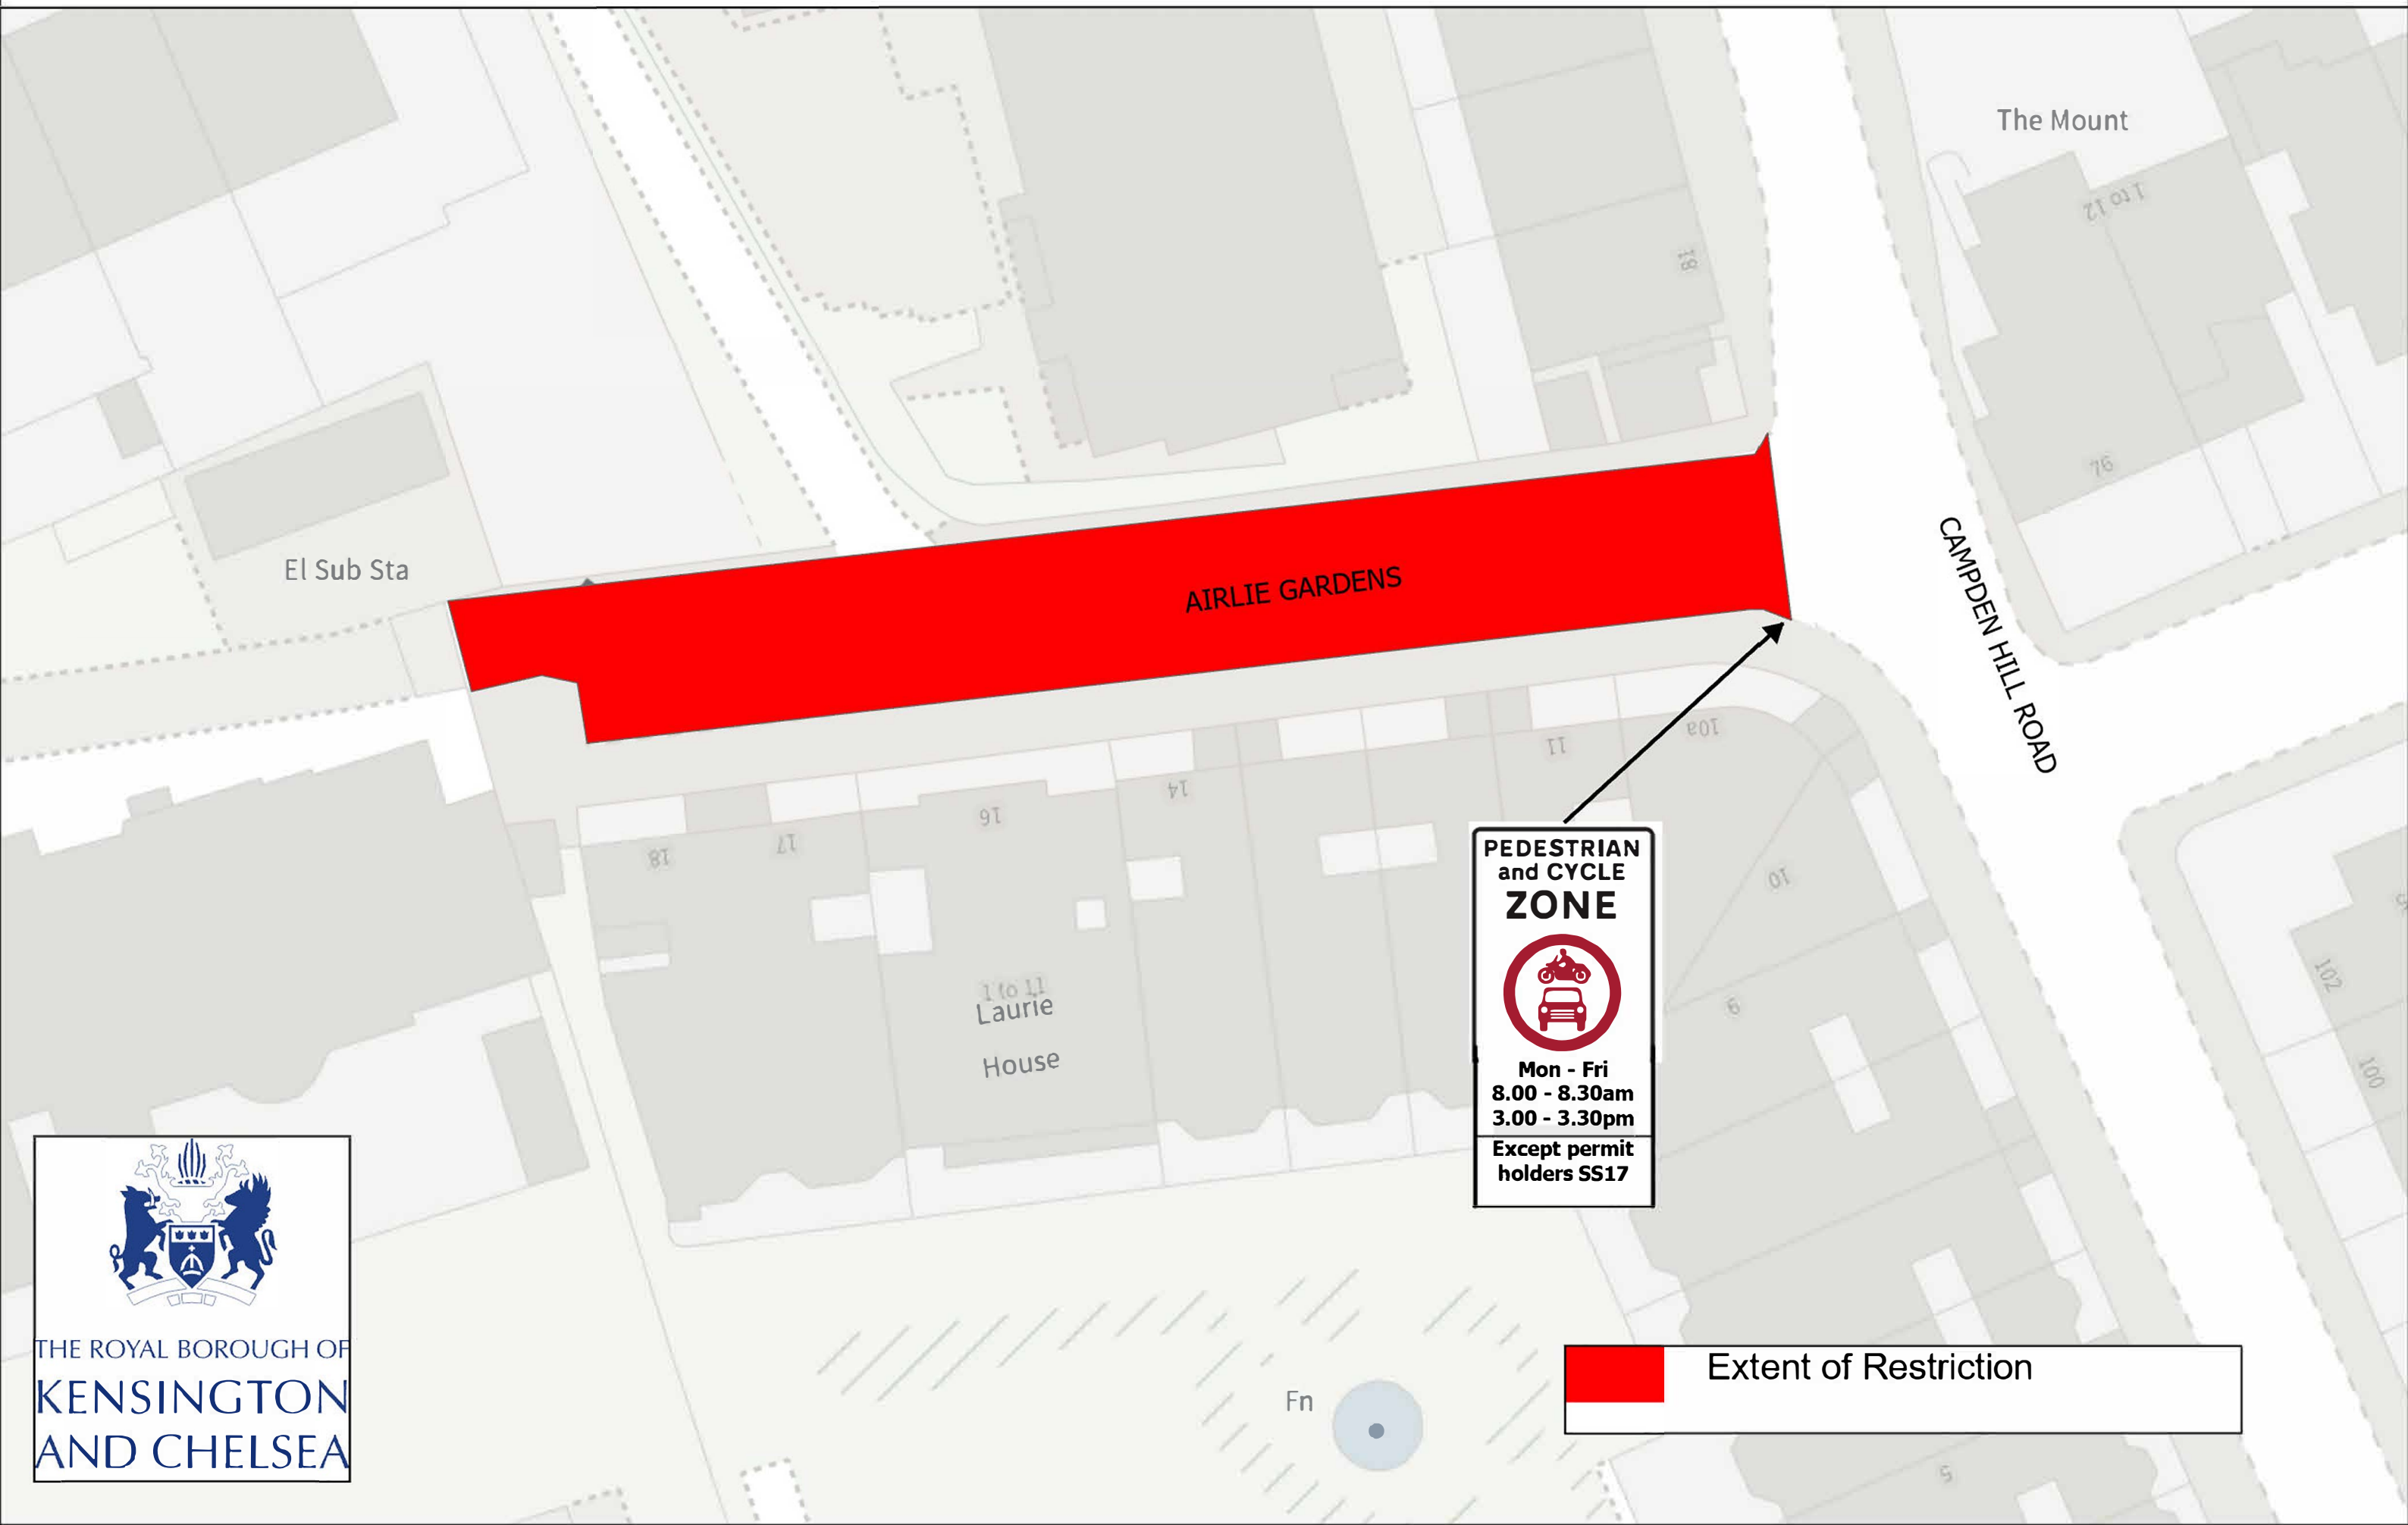 The Mount
1 to 12
81
76
El Sub Sta
AIRLIE GARDENS
CAMPDEN HILL ROAD
10a
11
14
16
17
18
10
9
102
100
1 to 11
Laurie
House
PEDESTRIAN
and CYCLE
ZONE
Mon - Fri
8.00 - 8.30am
3.00 - 3.30pm
Except permit
holders SS17
THE ROYAL BOROUGH OF
KENSINGTON
AND CHELSEA
Extent of Restriction
Fn
5